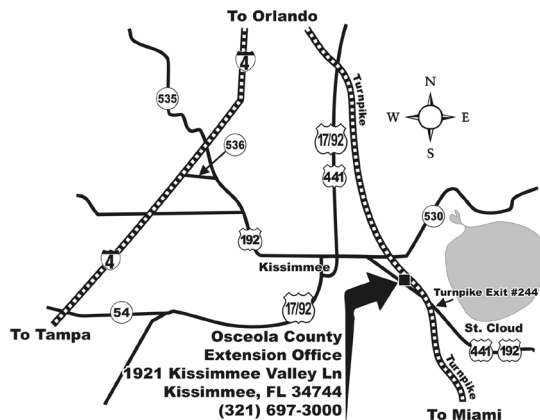 To Orlando
4
535
Turnpike
N
W E
S
536
17/92
441
530
192
4
Kissimmee
Turnpike Exit #244
54
17/92
To Tampa
St. Cloud
441 192
Osceola County
Extension Office
1921 Kissimmee Valley Ln
Kissimmee, FL 34744
(321) 697-3000
Turnpike
To Miami